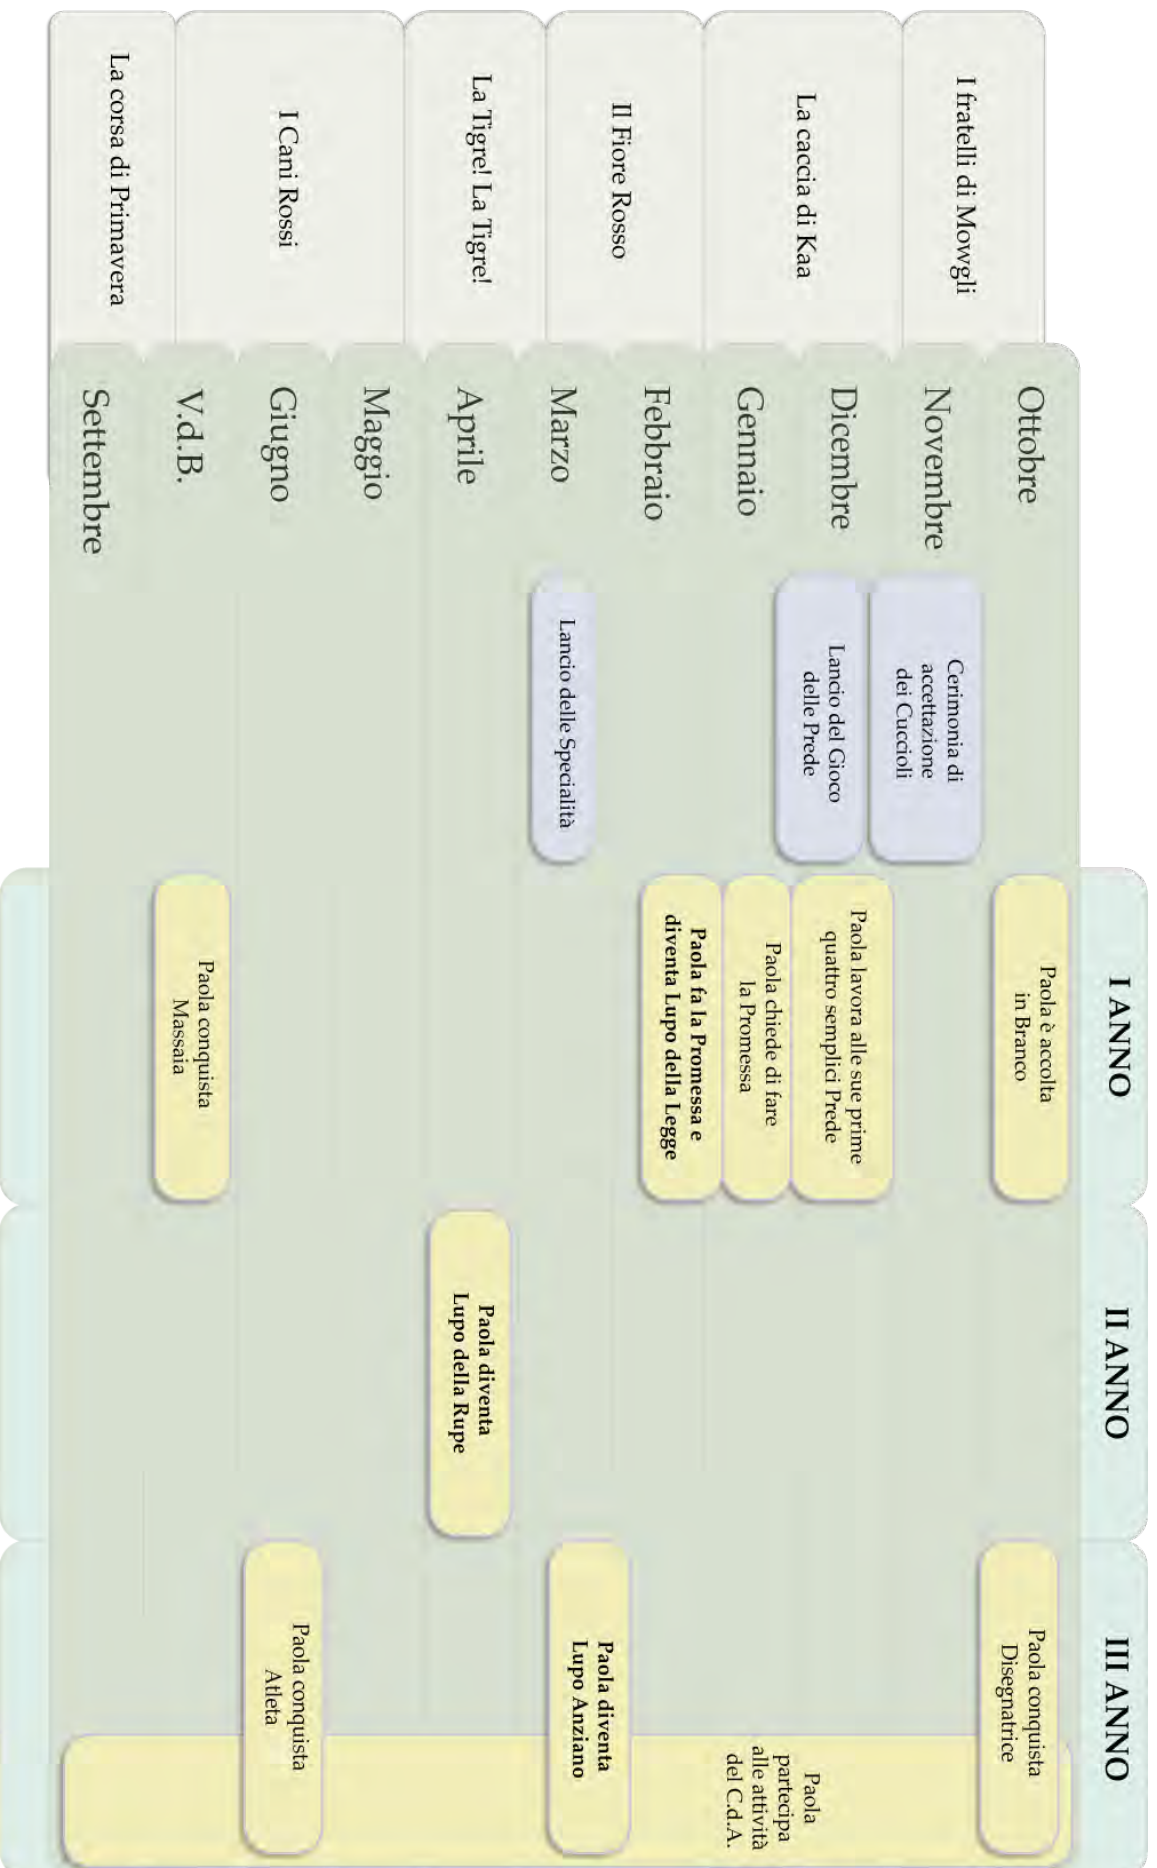 I ANNO
II ANNO
III ANNO
I fratelli di Mowgli
La caccia di Kaa
Il Fiore Rosso
La Tigre! La Tigre!
I Cani Rossi
La corsa di Primavera
Ottobre
Novembre
Dicembre
Gennaio
Febbraio
Marzo
Aprile
Maggio
Giugno
V.d.B.
Settembre
Cerimonia di
accettazione
dei Cuccioli
Lancio del Gioco
delle Prede
Lancio delle Specialità
Paola è accolta
in Branco
Paola lavora alle sue prime
quattro semplici Prede
Paola chiede di fare
la Promessa
Paola fa la Promessa e
diventa Lupo della Legge
Paola conquista
Massaia
Paola diventa
Lupo della Rupe
Paola conquista
Disegnatrice
Paola
partecipa
alle attività
del C.d.A.
Paola diventa
Lupo Anziano
Paola conquista
Atleta